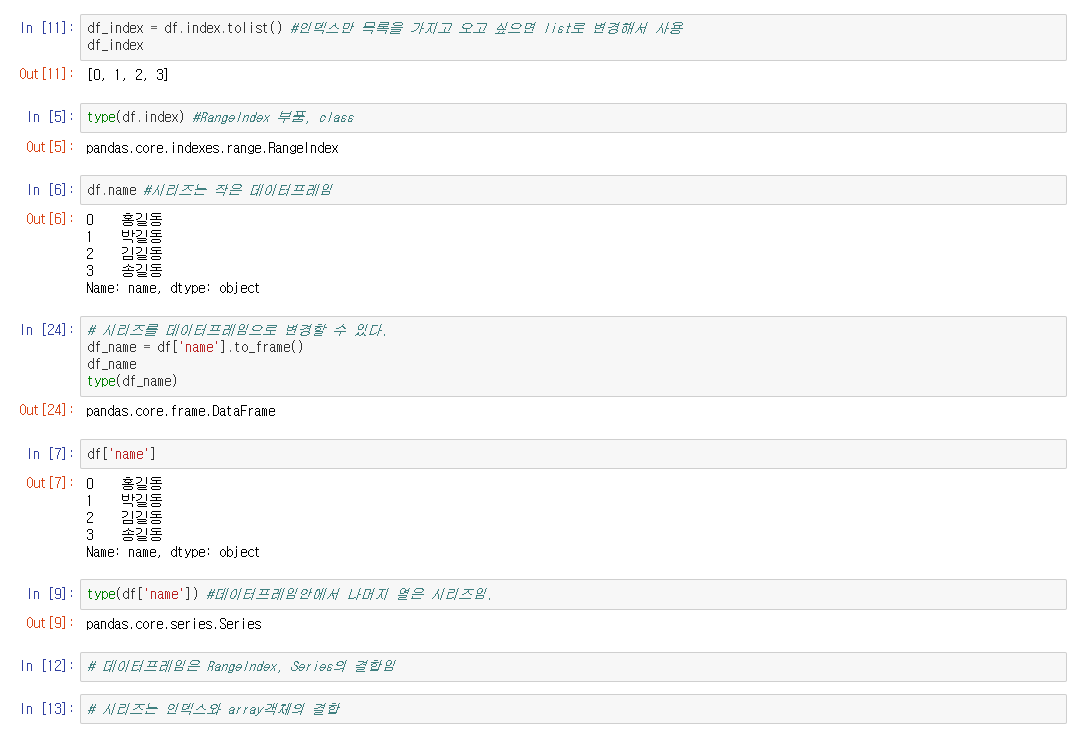 In [11]: df_index = df.index.tolist() #인덱스만 목록을 가지고 오고 싶으면 list로 변경해서 사용
df_index
Out[11]: [0, 1, 2, 3]
In [5]: type(df.index) #RangeIndex 부품, class
Out[5]: pandas.core.indexes.range.RangeIndex
In [6]: df.name #시리즈는 작은 데이터프레임
Out[6]: 0 홍길동
1 박길동
2 김길동
3 송길동
Name: name, dtype: object
In [24]: # 시리즈를 데이터프레임으로 변경할 수 있다.
df_name = df['name'].to_frame()
df_name
type(df_name)
Out[24]: pandas.core.frame.DataFrame
In [7]: df['name']
Out[7]: 0 홍길동
1 박길동
2 김길동
3 송길동
Name: name, dtype: object
In [9]: type(df['name']) #데이터프레임안에서 나머지 열은 시리즈임.
Out[9]: pandas.core.series.Series
In [12]: # 데이터프레임은 RangeIndex, Series의 결합임
In [13]: # 시리즈는 인덱스와 array객체의 결합